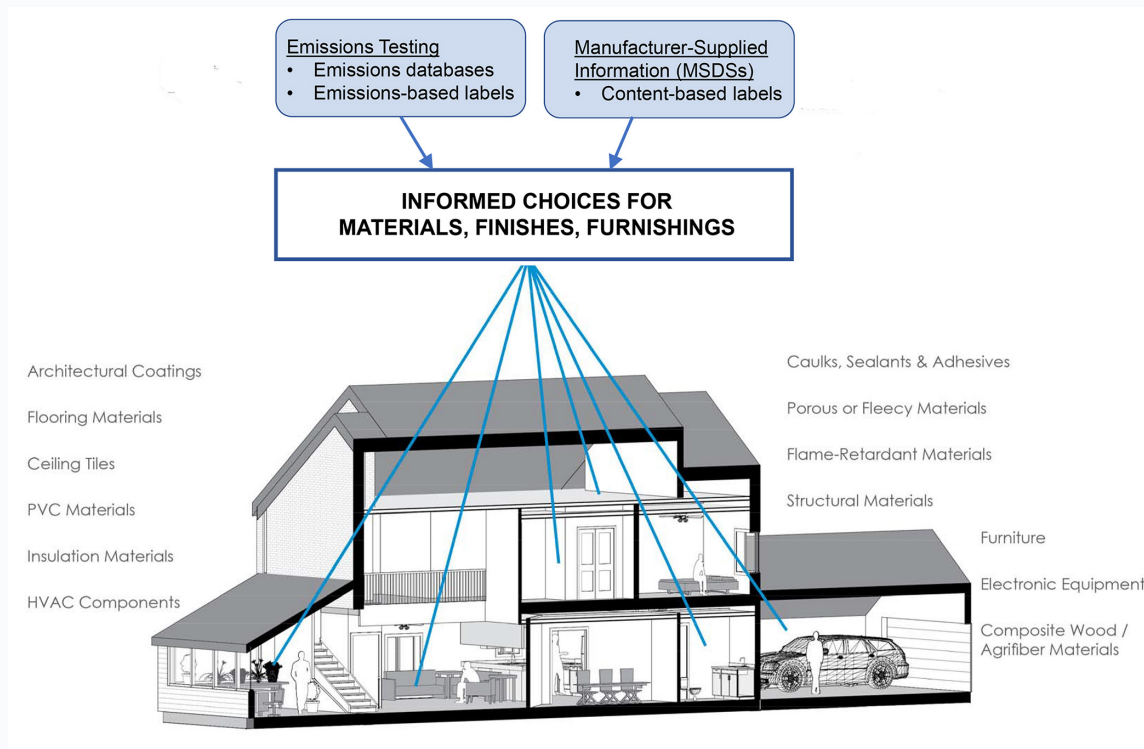 Emissions Testing
• Emissions databases
• Emissions-based labels
Manufacturer-Supplied
Information (MSDSs)
• Content-based labels
INFORMED CHOICES FOR
MATERIALS, FINISHES, FURNISHINGS
Architectural Coatings
Flooring Materials
Ceiling Tiles
PVC Materials
Insulation Materials
HVAC Components
Caulks, Sealants & Adhesives
Porous or Fleecy Materials
Flame-Retardant Materials
Structural Materials
Furniture
Electronic Equipment
Composite Wood /
Agrifiber Materials